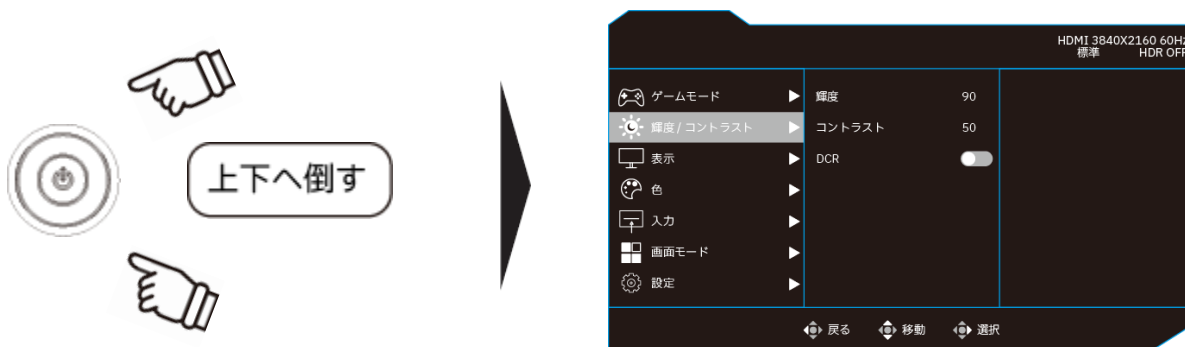 上下へ倒す
HDMI 3840X2160 60Hz
標準 HDR OFF
ゲームモード
輝度 / コントラスト
表示
色
入力
画面モード
設定
輝度 90
コントラスト 50
DCR
戻る 移動 選択